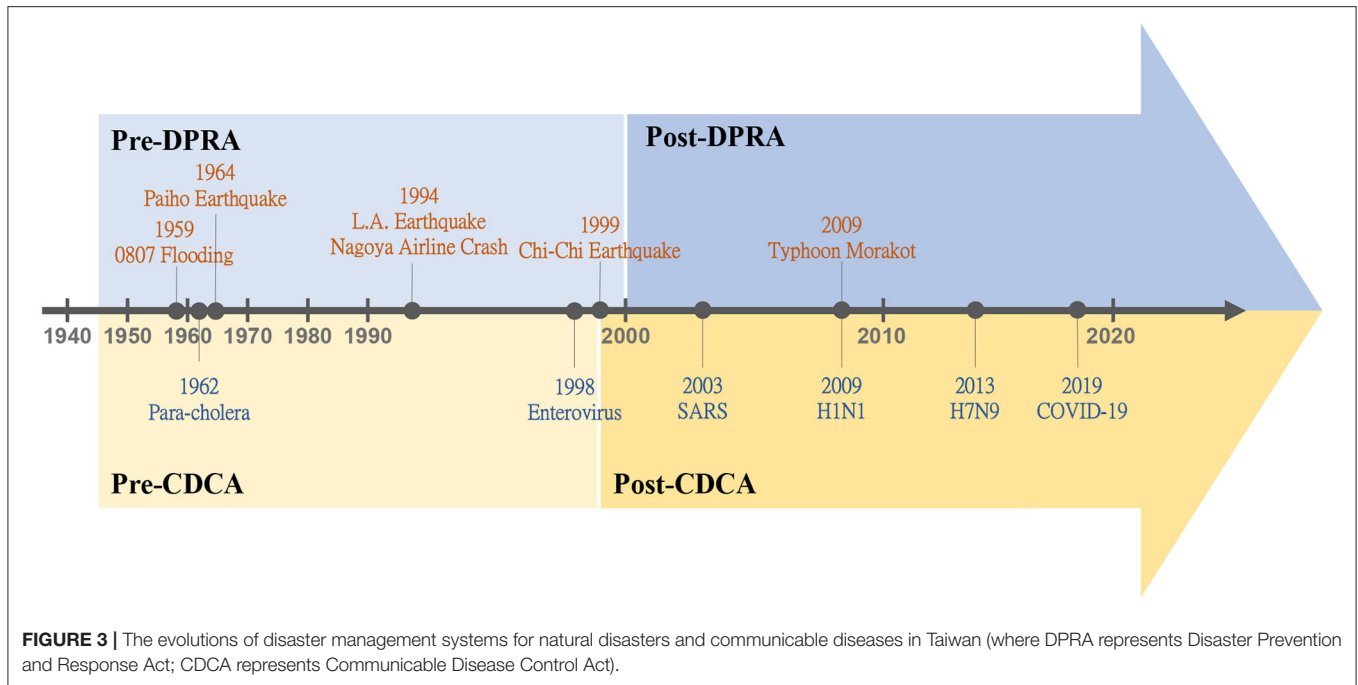 Pre-DPRA
Post-DPRA
1964
Paiho Earthquake
1959
0807 Flooding
1994
L.A. Earthquake
Nagoya Airline Crash
1999
Chi-Chi Earthquake
2009
Typhoon Morakot
1940
1950
1960
1970
1980
1990
2000
2010
2020
1962
Para-cholera
1998
Enterovirus
2003
SARS
2009
H1N1
2013
H7N9
2019
COVID-19
Pre-CDCA
Post-CDCA
FIGURE 3 | The evolutions of disaster management systems for natural disasters and communicable diseases in Taiwan (where DPRA represents Disaster Prevention
and Response Act; CDCA represents Communicable Disease Control Act).